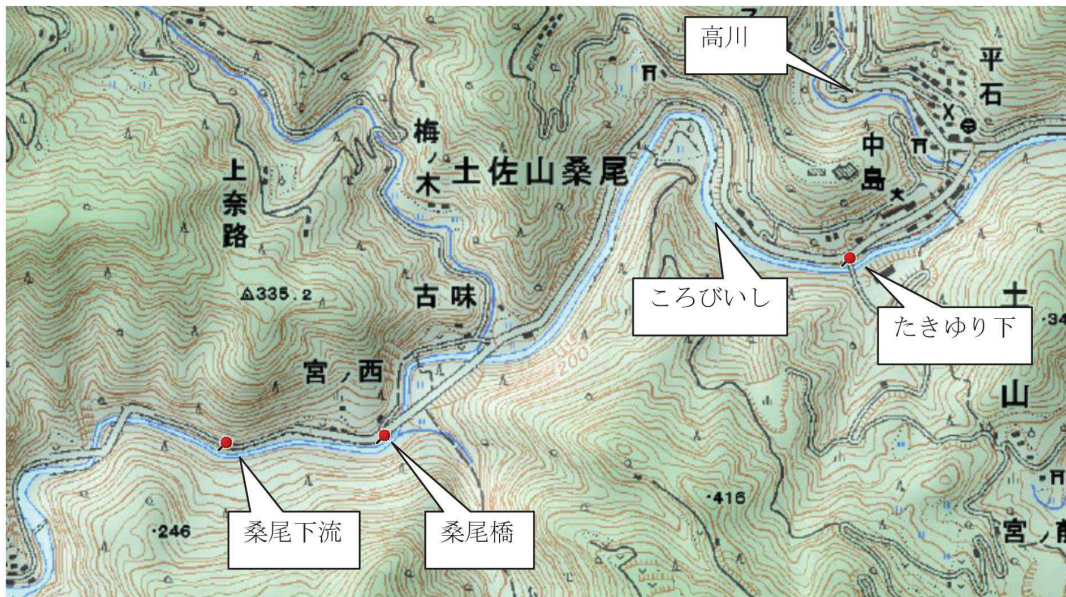 高川
平石
梅ノ木
土佐山桑尾
中島
上奈路
ころびいし
335.2
古味
たきゆり下
土
34
200
宮ノ西
山
416
246
桑尾下流
桑尾橋
宮ノ前